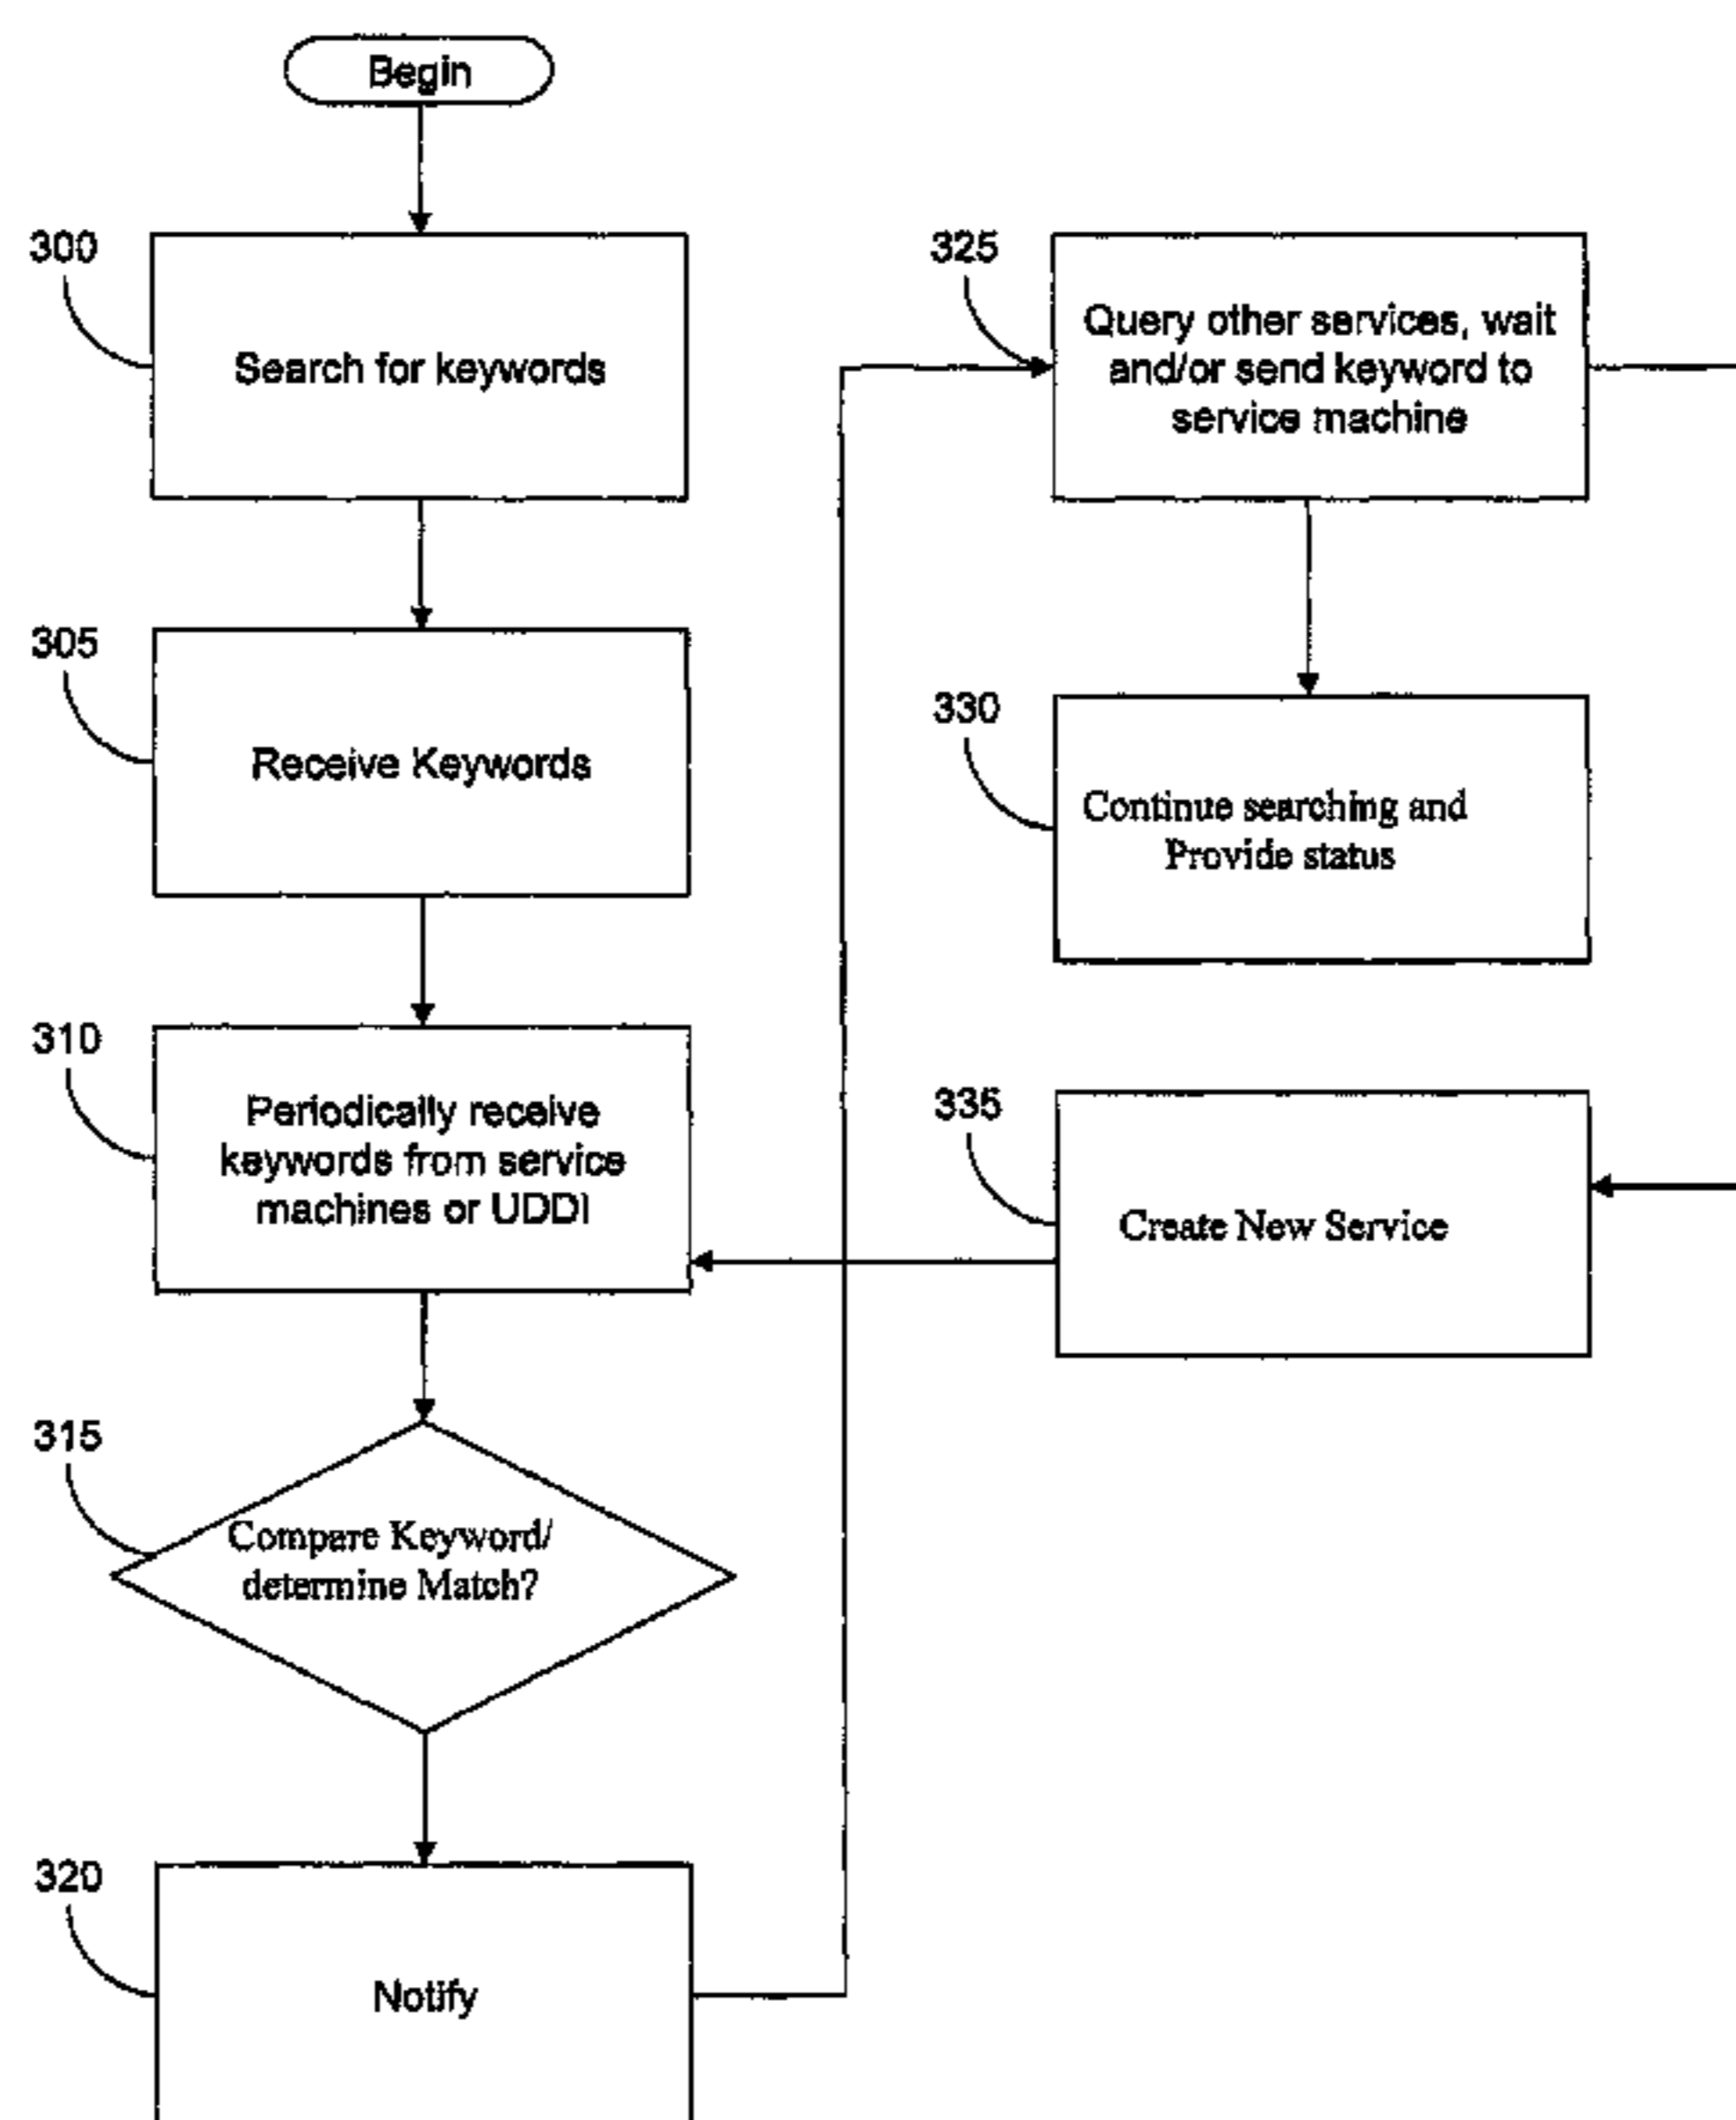 Begin
300
Search for keywords
305
Receive Keywords
310
Periodically receive
keywords from service
machines or UDDI
315
Compare Keyword/
determine Match?
320
Notify
325
Query other services, wait
and/or send keyword to
service machine
330
Continue searching and
Provide status
335
Create New Service